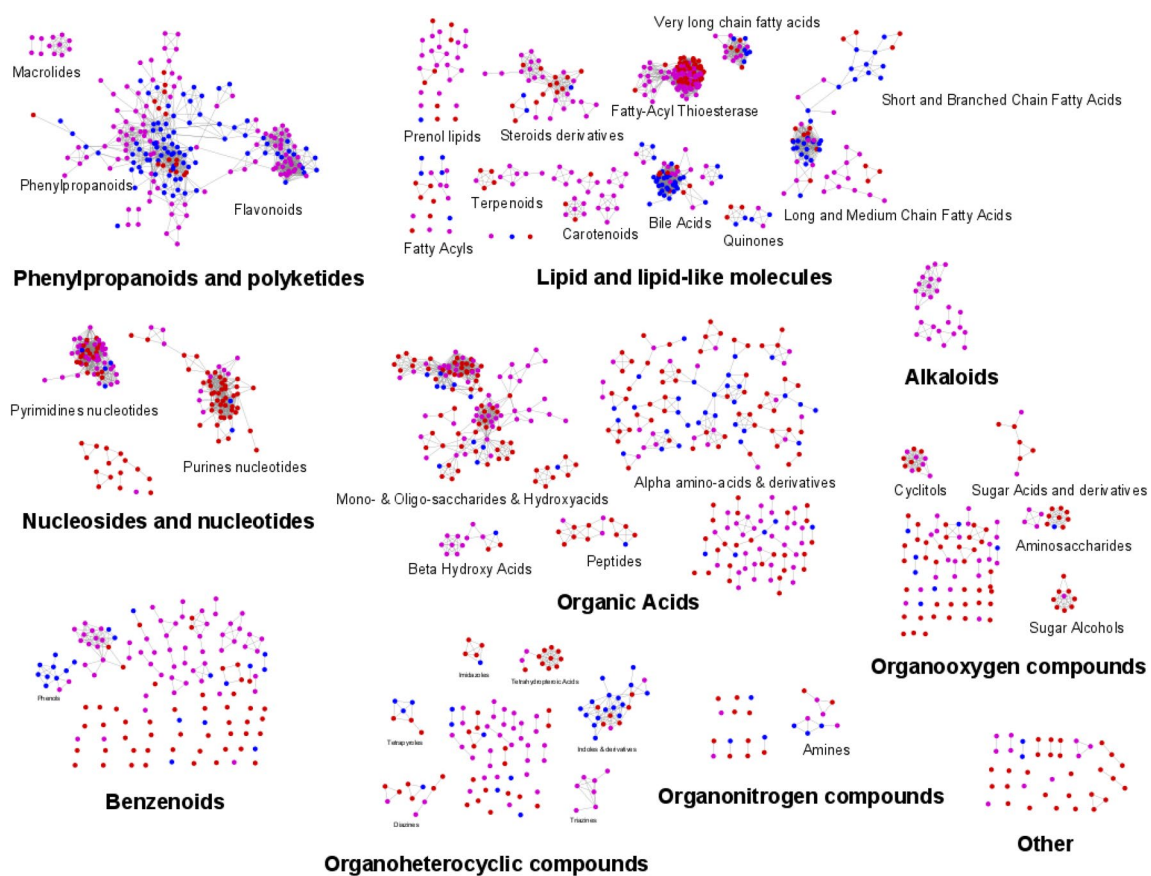 Very long chain fatty acids
Macrolides
Short and Branched Chain Fatty Acids
Fatty-Acyl Thioesterase
Prenol lipids
Steroids derivatives
Phenylpropanoids
Flavonoids
Terpenoids
Carotenoids
Bile Acids
Long and Medium Chain Fatty Acids
Quinones
Fatty Acyls
Phenylpropanoids and polyketides
Lipid and lipid-like molecules
Alkaloids
Pyrimidines nucleotides
Purines nucleotides
Nucleosides and nucleotides
Mono- & Oligo-saccharides & Hydroxyacids
Alpha amino-acids & derivatives
Beta Hydroxy Acids
Peptides
Organic Acids
Cyclitols
Sugar Acids and derivatives
Aminosaccharides
Sugar Alcohols
Organooxygen compounds
Phenols
Benzenoids
Imidazoles
Tetrahydropteroic Acids
Tetrapyroles
Indoles & derivatives
Diazines
Triazines
Organoheterocyclic compounds
Amines
Organonitrogen compounds
Other